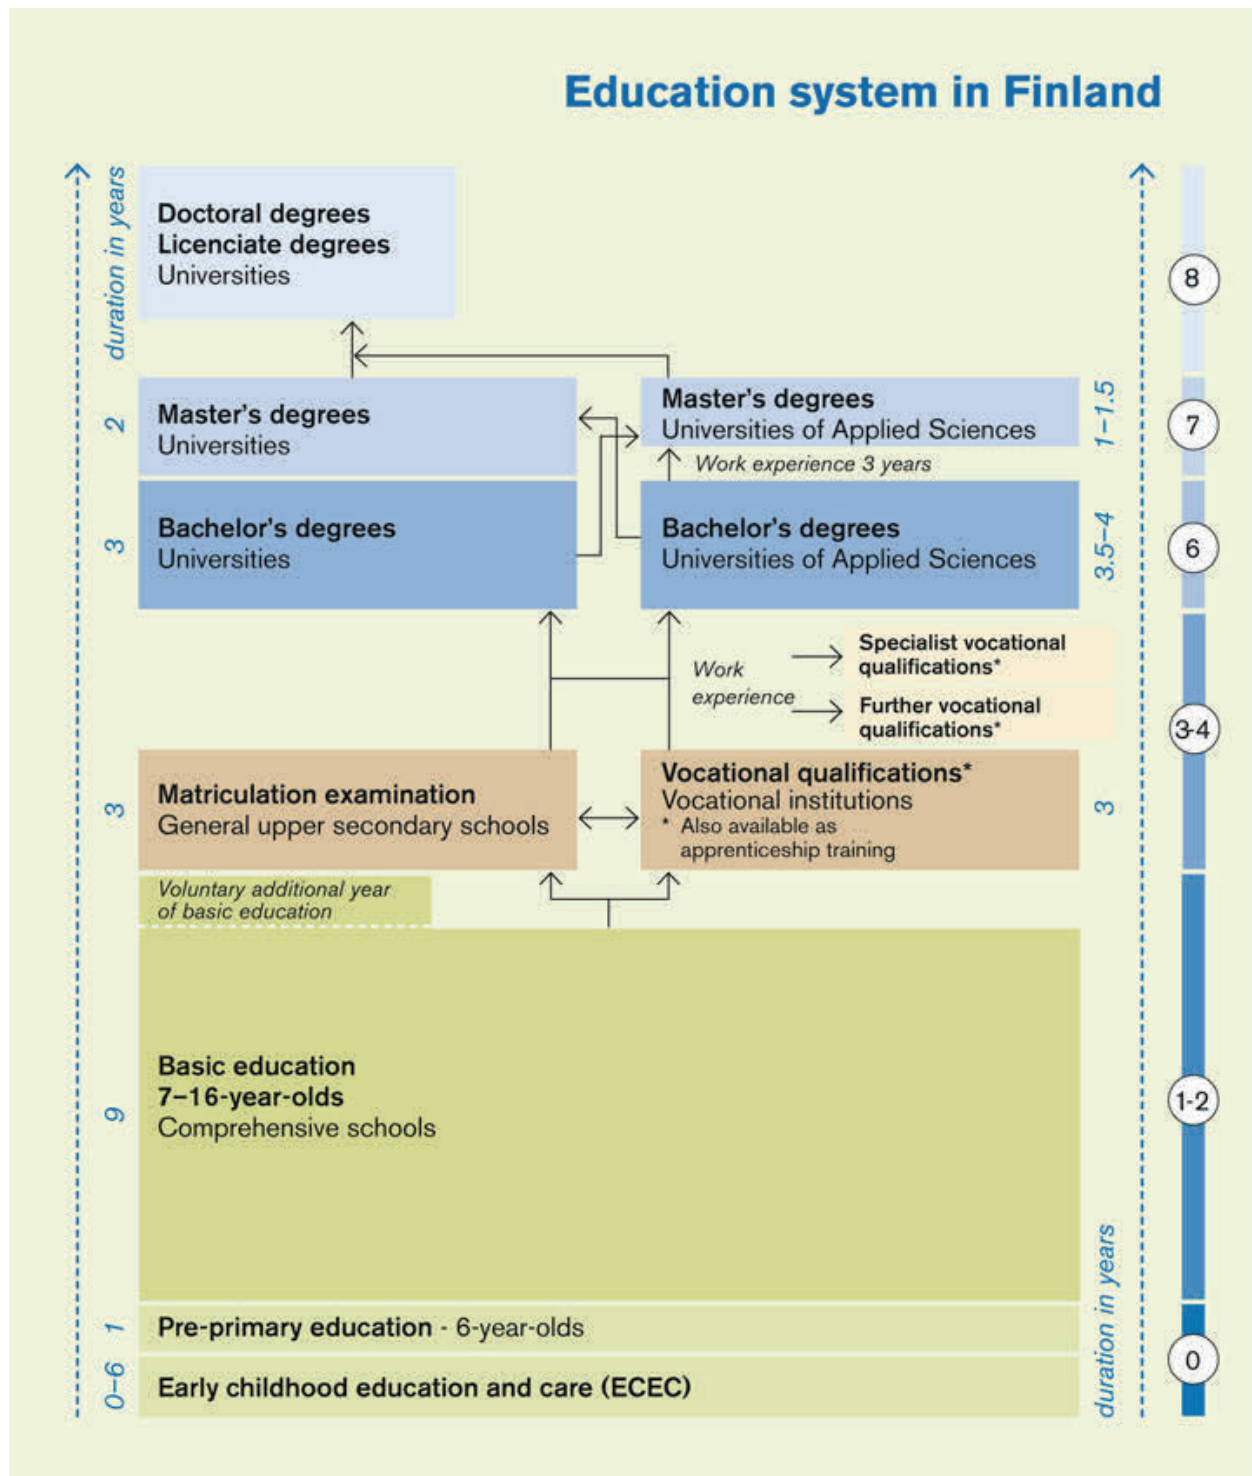 Education system in Finland
duration in years
Doctoral degrees
Licenciate degrees
Universities
8
2
Master's degrees
Universities
Master's degrees
Universities of Applied Sciences
1–1.5
7
Work experience 3 years
3
Bachelor's degrees
Universities
Bachelor's degrees
Universities of Applied Sciences
3.5–4
6
Work
experience
Specialist vocational
qualifications*
Further vocational
qualifications*
3-4
3
Matriculation examination
General upper secondary schools
Vocational qualifications*
Vocational institutions
* Also available as
apprenticeship training
3
Voluntary additional year
of basic education
9
Basic education
7–16-year-olds
Comprehensive schools
1-2
1
Pre-primary education - 6-year-olds
0–6
Early childhood education and care (ECEC)
duration in years
0